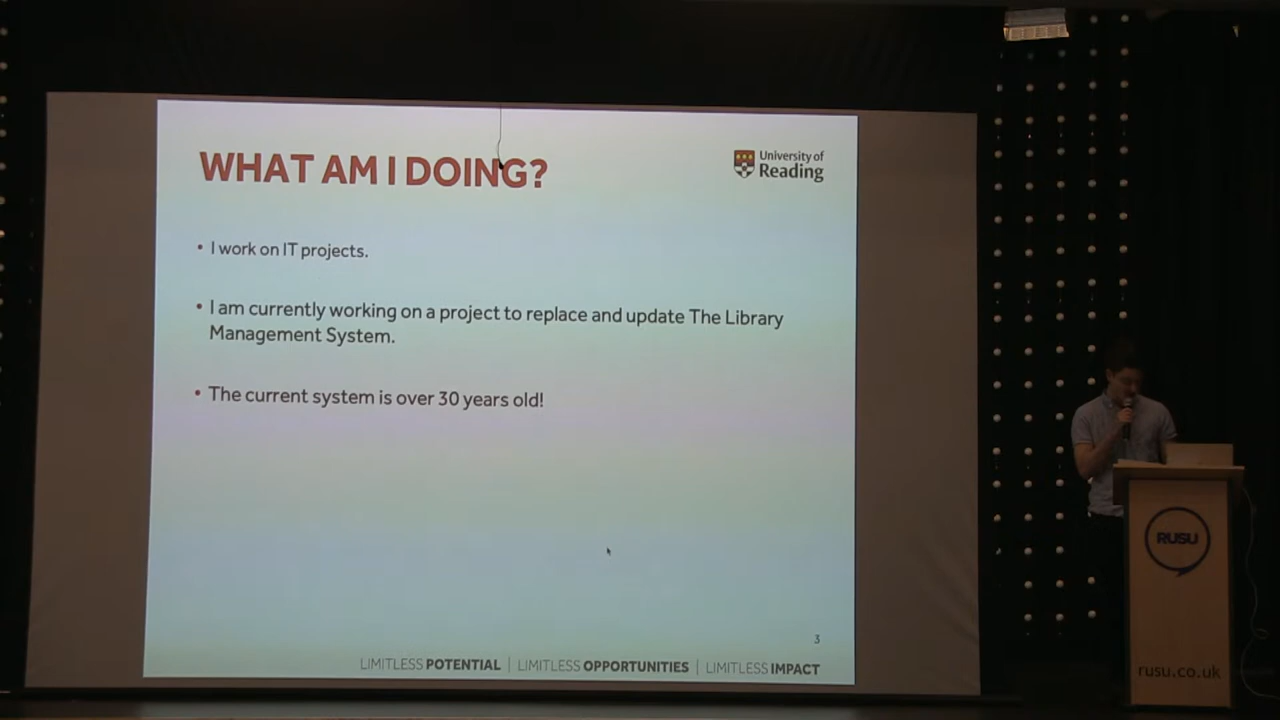 WHAT AM I DOING?
University of
Reading
• I work on IT projects.
• I am currently working on a project to replace and update The Library
Management System.
• The current system is over 30 years old!
3
LIMITLESS POTENTIAL | LIMITLESS OPPORTUNITIES | LIMITLESS IMPACT
RUSU
rusu.co.uk